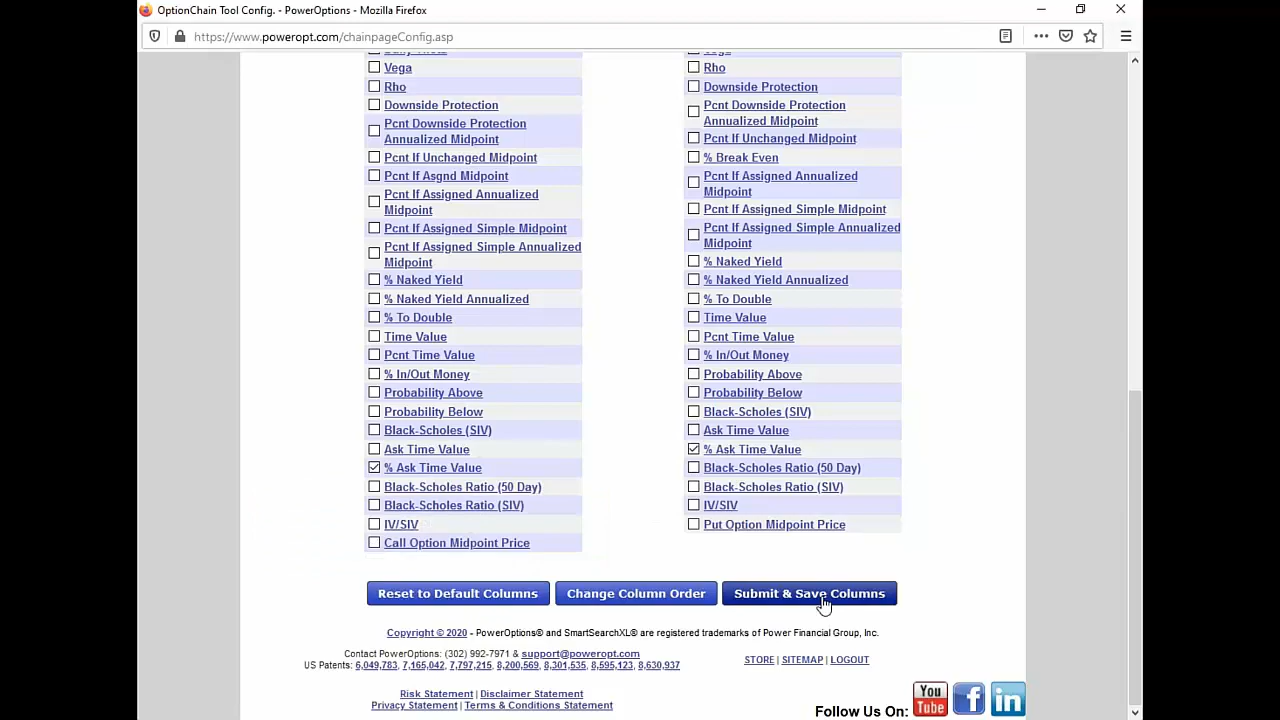 OptionChain Tool Config. - PowerOptions - Mozilla Firefox
https://www.poweropt.com/chainpageConfig.asp
Vega
Rho
Downside Protection
Pcnt Downside Protection
Annualized Midpoint
Pcnt If Unchanged Midpoint
Pcnt If Asgnd Midpoint
Pcnt If Assigned Annualized
Midpoint
Pcnt If Assigned Simple Midpoint
Pcnt If Assigned Simple Annualized
Midpoint
% Naked Yield
% Naked Yield Annualized
% To Double
Time Value
Pcnt Time Value
% In/Out Money
Probability Above
Probability Below
Black-Scholes (SIV)
Ask Time Value
% Ask Time Value
Black-Scholes Ratio (50 Day)
Black-Scholes Ratio (SIV)
IV/SIV
Call Option Midpoint Price
Rho
Downside Protection
Pcnt Downside Protection
Annualized Midpoint
Pcnt If Unchanged Midpoint
% Break Even
Pcnt If Assigned Annualized
Midpoint
Pcnt If Assigned Simple Midpoint
Pcnt If Assigned Simple Annualized
Midpoint
% Naked Yield
% Naked Yield Annualized
% To Double
Time Value
Pcnt Time Value
% In/Out Money
Probability Above
Probability Below
Black-Scholes (SIV)
Ask Time Value
% Ask Time Value
Black-Scholes Ratio (50 Day)
Black-Scholes Ratio (SIV)
IV/SIV
Put Option Midpoint Price
Reset to Default Columns Change Column Order Submit & Save Columns
Copyright © 2020 - PowerOptions® and SmartSearchXL® are registered trademarks of Power Financial Group, Inc.
Contact PowerOptions: (302) 992-7971 & support@poweropt.com
US Patents: 6,049,783, 7,165,042, 7,797,215, 8,200,569, 8,301,535, 8,595,123, 8,630,937
STORE | SITEMAP | LOGOUT
Risk Statement | Disclaimer Statement
Privacy Statement | Terms & Conditions Statement
Follow Us On: You Tube f in